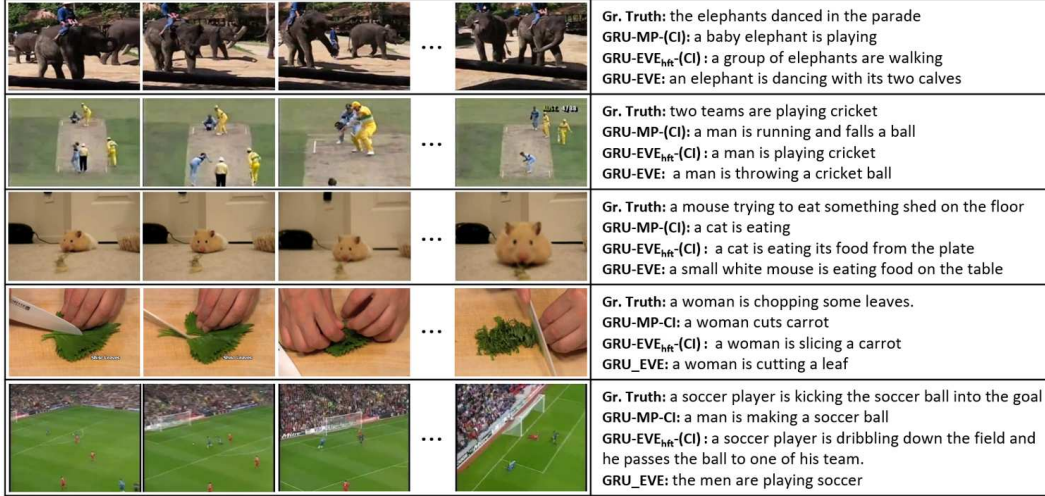 Gr. Truth: the elephants danced in the parade
GRU-MP-(CI): a baby elephant is playing
GRU-EVEhft-(CI) : a group of elephants are walking
GRU-EVE: an elephant is dancing with its two calves
Gr. Truth: two teams are playing cricket
GRU-MP-(CI): a man is running and falls a ball
GRU-EVEhft-(CI) : a man is playing cricket
GRU-EVE: a man is throwing a cricket ball
Gr. Truth: a mouse trying to eat something shed on the floor
GRU-MP-(CI): a cat is eating
GRU-EVEhft-(CI) : a cat is eating its food from the plate
GRU-EVE: a small white mouse is eating food on the table
Gr. Truth: a woman is chopping some leaves.
GRU-MP-CI: a woman cuts carrot
GRU-EVEhft-(CI) : a woman is slicing a carrot
GRU_EVE: a woman is cutting a leaf
Gr. Truth: a soccer player is kicking the soccer ball into the goal
GRU-MP-CI: a man is making a soccer ball
GRU-EVEhft-(CI) : a soccer player is dribbling down the field and
he passes the ball to one of his team.
GRU_EVE: the men are playing soccer